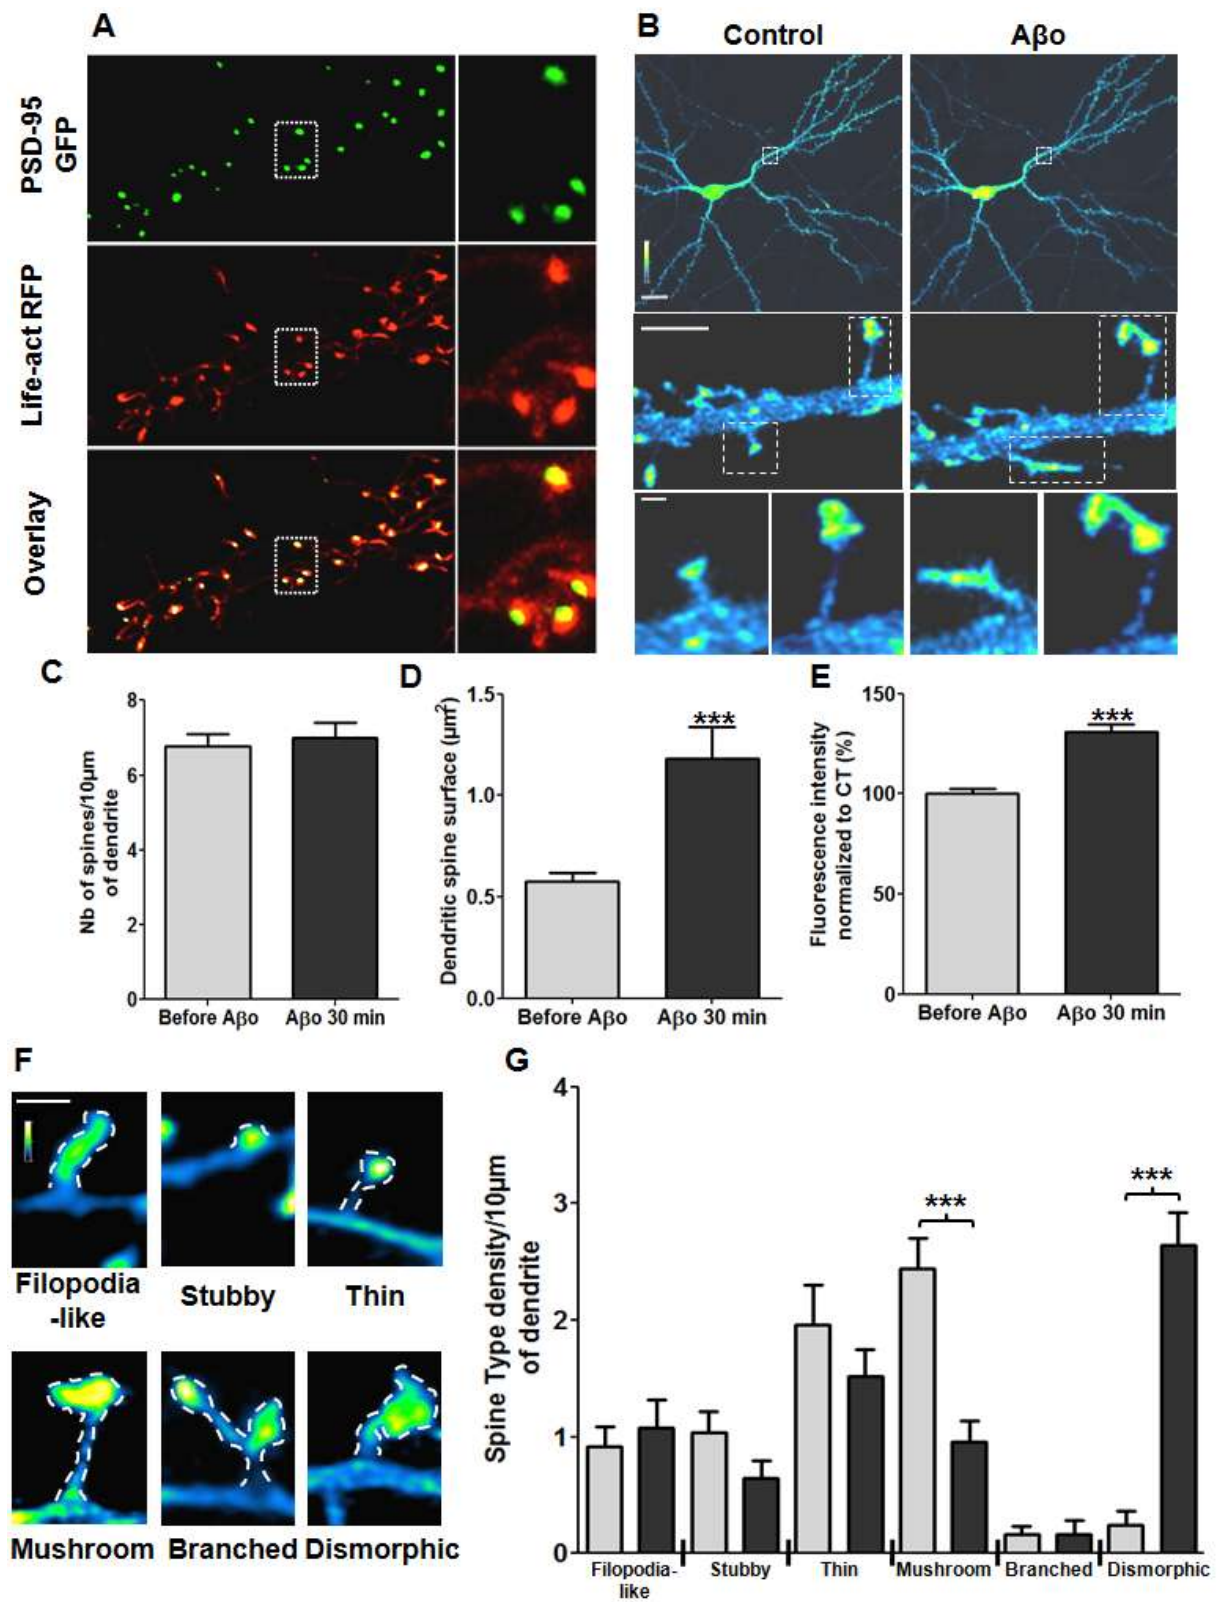 A
B
Control
Aβo
PSD-95
GFP
Life-act RFP
Overlay
C
Nb of spines/10µm
of dendrite
8
6
4
2
0
Before Aβo
Aβo 30 min
D
Dendritic spine surface (µm²)
1.5
1.0
0.5
0.0
***
Before Aβo
Aβo 30 min
E
Fluorescence intensity
normalized to CT (%)
150
100
50
0
***
Before Aβo
Aβo 30 min
F
Filopodia
-like
Stubby
Thin
Mushroom
Branched
Dismorphic
G
Spine Type density/10µm
of dendrite
4
3
2
1
0
***
***
Filopodia-
like
Stubby
Thin
Mushroom
Branched
Dismorphic